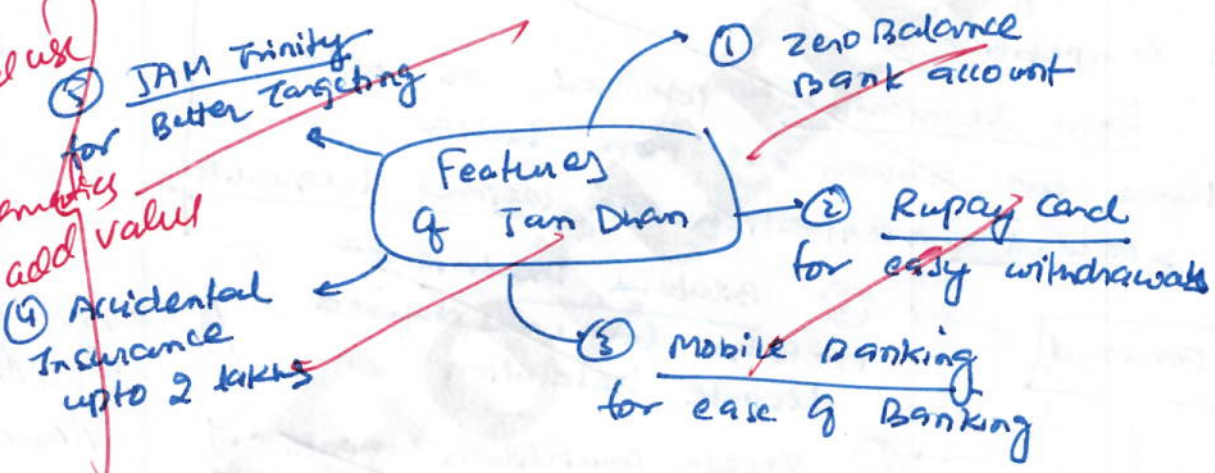 Features
of Jan Dhan
① Zero Balance
Bank account
② Rupay Card
for easy withdrawals
③ Mobile Banking
for ease of Banking
④ Accidental
Insurance
upto 2 lakhs
⑤ JAM Trinity
for Better Targeting
use
add value